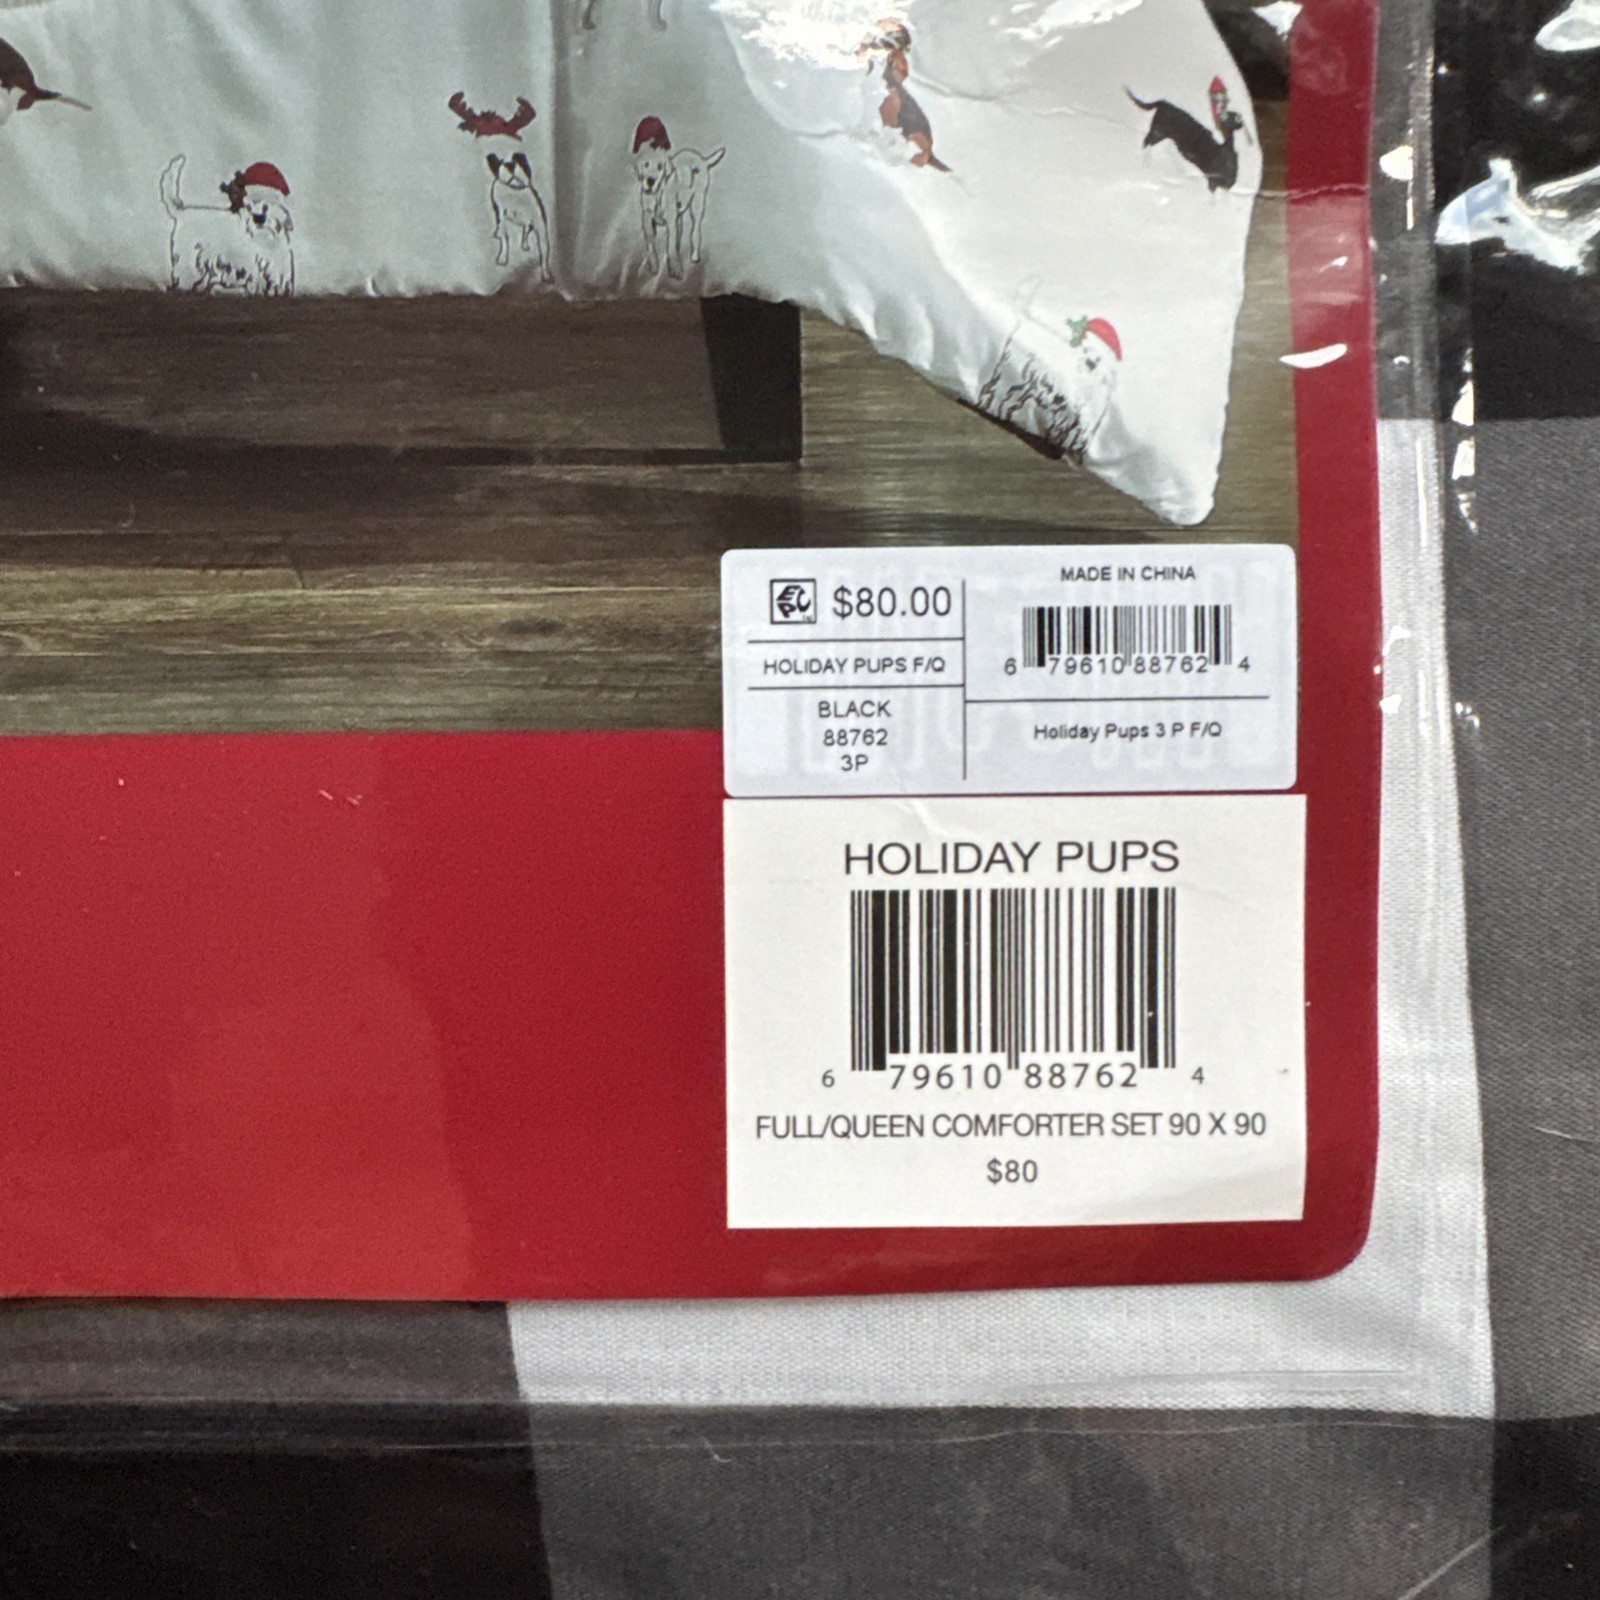 EPC $80.00
HOLIDAY PUPS F/Q
BLACK
88762
3P
MADE IN CHINA
6 79610 88762 4
Holiday Pups 3 P F/Q
HOLIDAY PUPS
6 79610 88762 4
FULL/QUEEN COMFORTER SET 90 X 90
$80